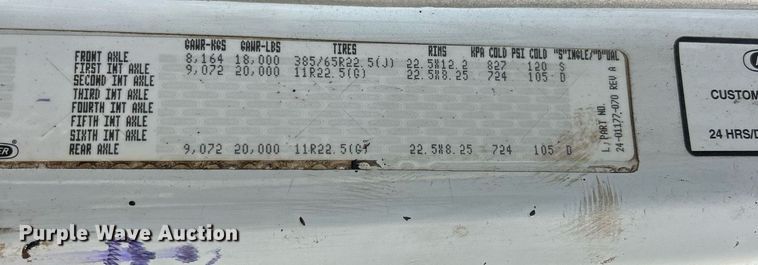 GAWR-KGS GAWR-LBS TIRES RIMS KPA COLD PSI COLD "S"INGLE/"D"UAL
FRONT AXLE 8,164 18,000 385/65R22.5(J) 22.5X12.2 827 120 S
FIRST INT AXLE 9,072 20,000 11R22.5(G) 22.5X8.25 724 105 D
SECOND INT AXLE
THIRD INT AXLE
FOURTH INT AXLE
FIFTH INT AXLE
SIXTH INT AXLE
REAR AXLE 9,072 20,000 11R22.5(G) 22.5X8.25 724 105 D
L/PART NO.
24-01177-070 REV A
CUSTOM
24 HRS/D
Purple Wave Auction